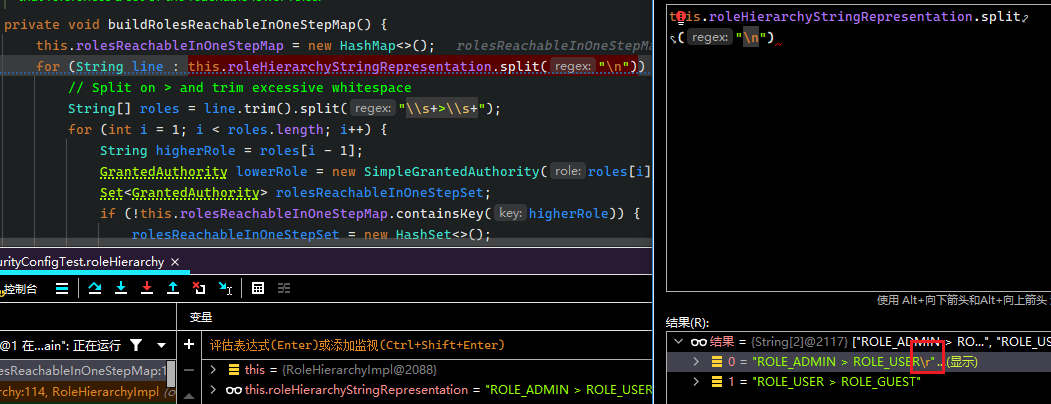 private void buildRolesReachableInOneStepMap() {
this.rolesReachableInOneStepMap = new HashMap<>();  rolesReachableInOneStepMa
for (String line : this.roleHierarchyStringRepresentation.split( regex: "\n"))
// Split on > and trim excessive whitespace
String[] roles = line.trim().split( regex: "\\s+>\\s+");
for (int i = 1; i < roles.length; i++) {
String higherRole = roles[i - 1];
GrantedAuthority lowerRole = new SimpleGrantedAuthority( role: roles[i]
Set<GrantedAuthority> rolesReachableInOneStepSet;
if (!this.rolesReachableInOneStepMap.containsKey( key: higherRole)) {
rolesReachableInOneStepSet = new HashSet<>();
urityConfigTest.roleHierarchy ×
控制台
变量
@1 在...ain": 正在运行
评估表达式(Enter)或添加监视(Ctrl+Shift+Enter)
esReachableInOneStepMap:1
rchy:114, RoleHierarchyImpl
this = {RoleHierarchyImpl@2088}
this.roleHierarchyStringRepresentation = "ROLE_ADMIN > ROLE_USER
this.roleHierarchyStringRepresentation.split
( regex: "\n")
使用 Alt+向下箭头和Alt+向上箭头
结果(R):
结果 = {String[2]@2117} ["ROLE_ADMIN > RO...", "ROLE_US
0 = "ROLE_ADMIN > ROLE_USER\r"...(显示)
1 = "ROLE_USER > ROLE_GUEST"